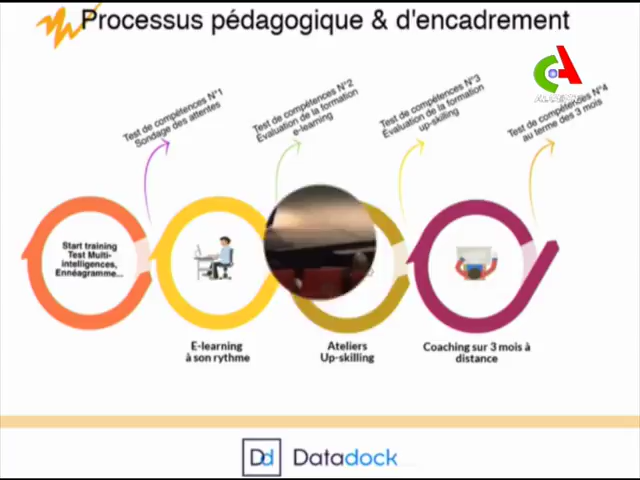 Processus pédagogique & d'encadrement
Test de compétences N°1
Sondage des attentes
Test de compétences N°2
Évaluation de la formation
e-learning
Test de compétences N°3
Évaluation de la formation
up-skilling
Test de compétences N°4
au terme des 3 mois
Start training
Test Multi-
intelligences,
Ennéagramme...
E-learning
à son rythme
Ateliers
Up-skilling
Coaching sur 3 mois à
distance
Dd Datadock